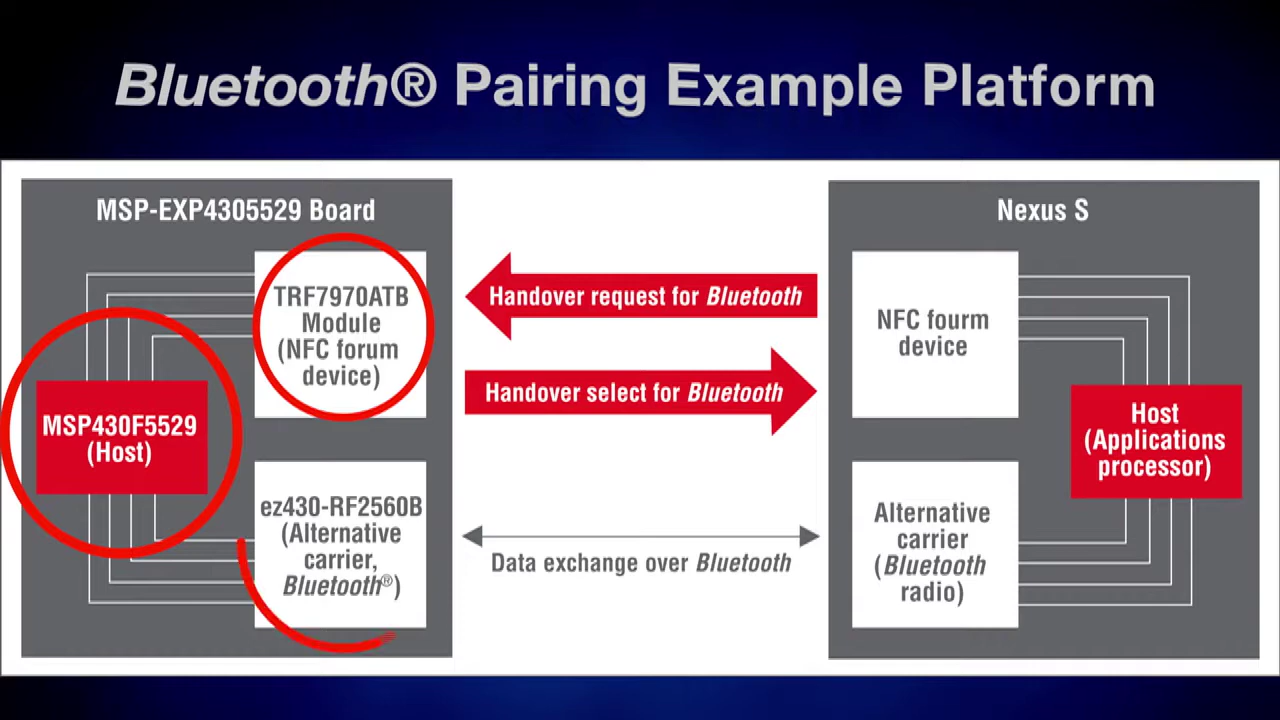 Bluetooth® Pairing Example Platform
MSP-EXP4305529 Board
TRF7970ATB
Module
(NFC forum
device)
MSP430F5529
(Host)
ez430-RF2560B
(Alternative
carrier,
Bluetooth®)
Handover request for Bluetooth
Handover select for Bluetooth
Data exchange over Bluetooth
Nexus S
NFC fourm
device
Host
(Applications
processor)
Alternative
carrier
(Bluetooth
radio)